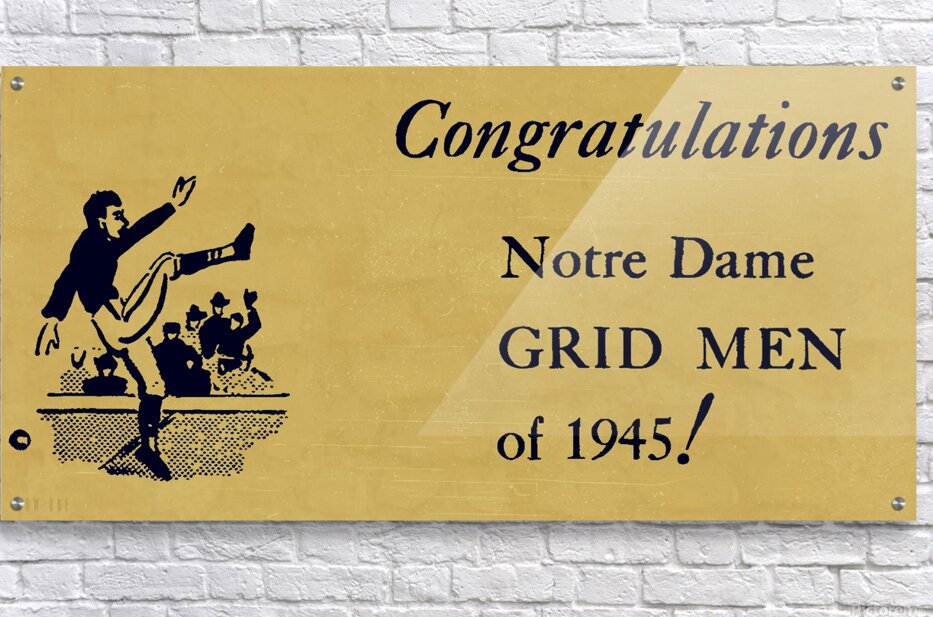 Congratulations
Notre Dame
GRID MEN
of 1945!